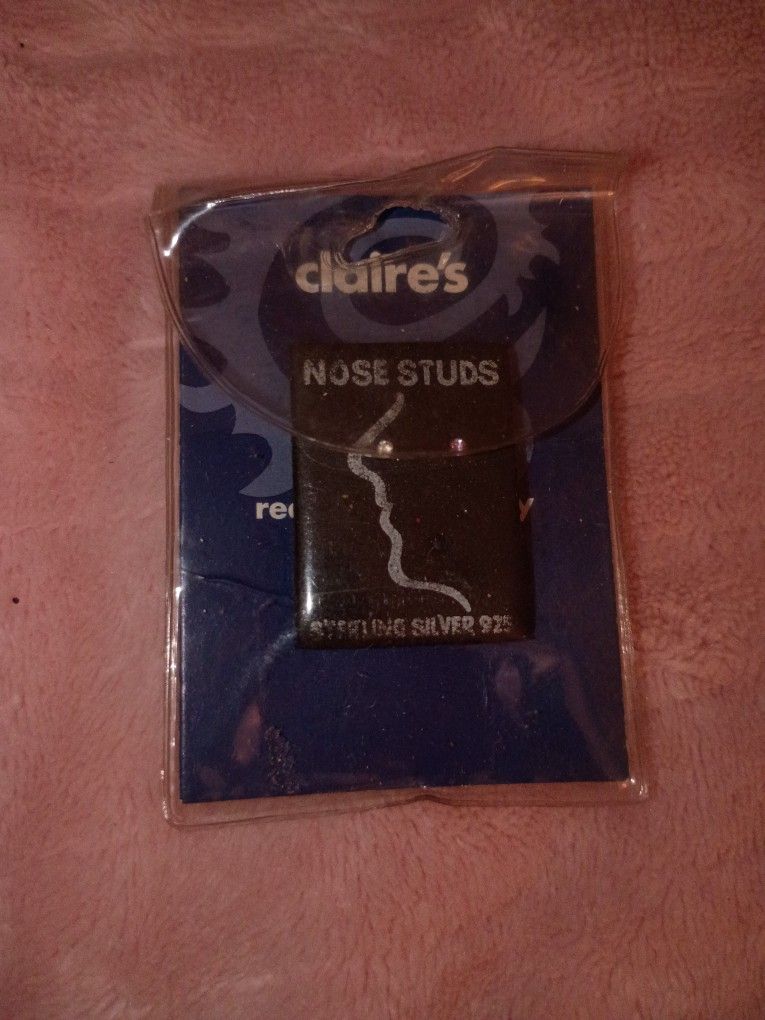 claire's
NOSE STUDS
STERLING SILVER 925